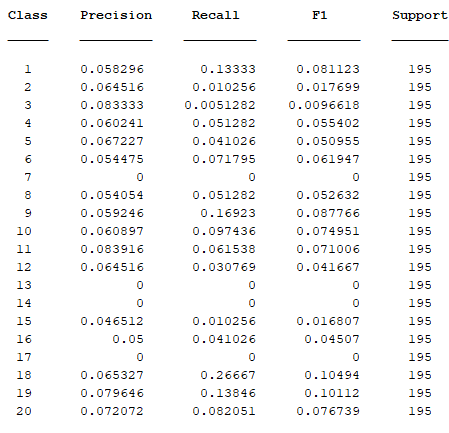 Class Precision Recall F1 Support
1 0.058296 0.13333 0.081123 195
2 0.064516 0.010256 0.017699 195
3 0.083333 0.0051282 0.0096618 195
4 0.060241 0.051282 0.055402 195
5 0.067227 0.041026 0.050955 195
6 0.054475 0.071795 0.061947 195
7 0 0 0 195
8 0.054054 0.051282 0.052632 195
9 0.059246 0.16923 0.087766 195
10 0.060897 0.097436 0.074951 195
11 0.083916 0.061538 0.071006 195
12 0.064516 0.030769 0.041667 195
13 0 0 0 195
14 0 0 0 195
15 0.046512 0.010256 0.016807 195
16 0.05 0.041026 0.04507 195
17 0 0 0 195
18 0.065327 0.26667 0.10494 195
19 0.079646 0.13846 0.10112 195
20 0.072072 0.082051 0.076739 195